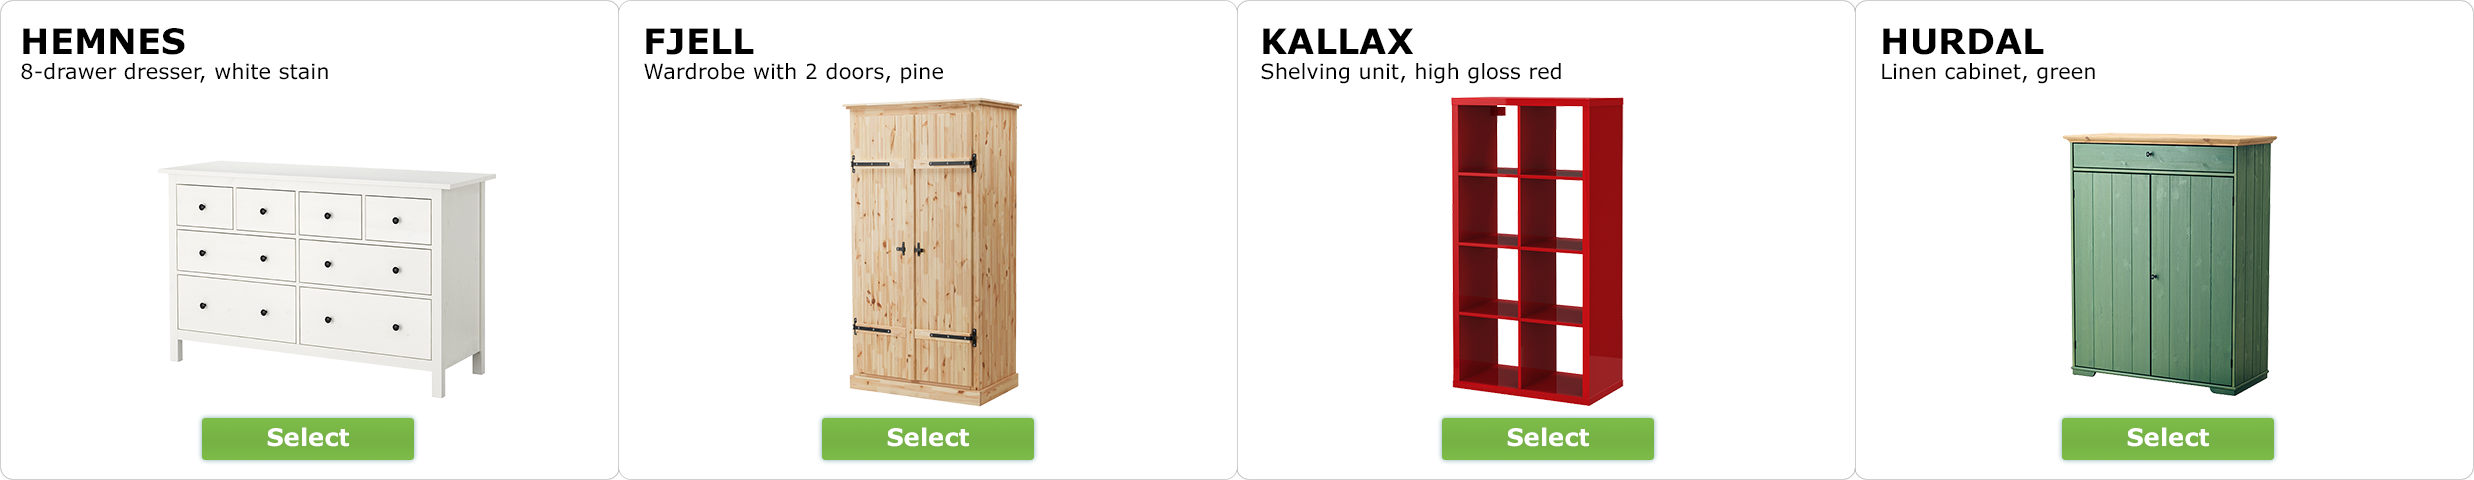 HEMNES
8-drawer dresser, white stain
Select
FJELL
Wardrobe with 2 doors, pine
Select
KALLAX
Shelving unit, high gloss red
Select
HURDAL
Linen cabinet, green
Select